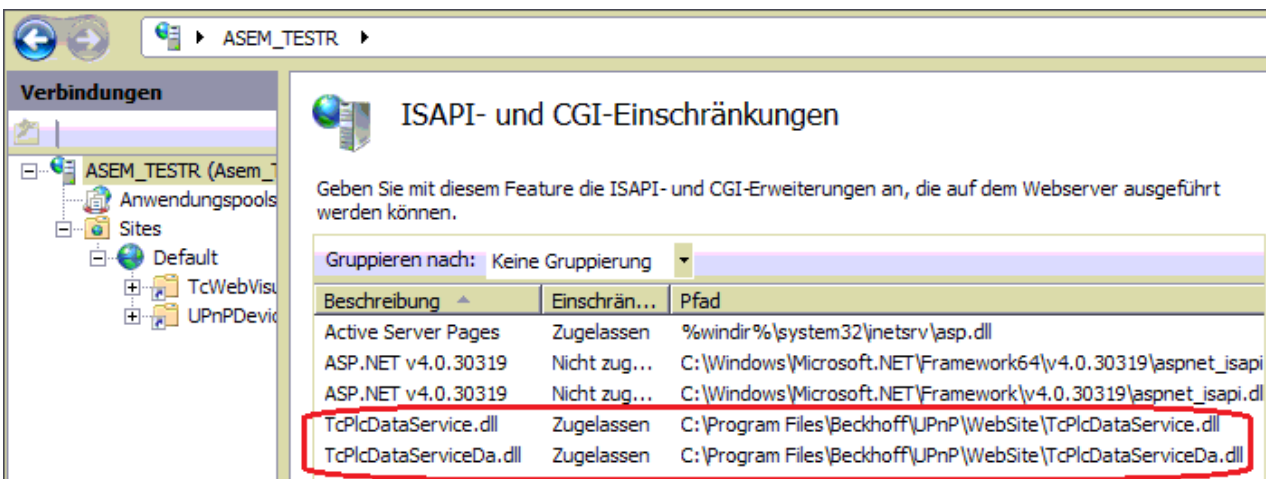 ASEM_TESTR
Verbindungen
ISAPI- und CGI-Einschränkungen
ASEM_TESTR (Asem_T
Anwendungspools
Sites
Default
TcWebVisu
UPnPDevic
Geben Sie mit diesem Feature die ISAPI- und CGI-Erweiterungen an, die auf dem Webserver ausgeführt
werden können.
Gruppieren nach: Keine Gruppierung
Beschreibung Einschrän... Pfad
Active Server Pages Zugelassen %windir%\system32\inetsrv\asp.dll
ASP.NET v4.0.30319 Nicht zug... C:\Windows\Microsoft.NET\Framework64\v4.0.30319\aspnet_isapi
ASP.NET v4.0.30319 Nicht zug... C:\Windows\Microsoft.NET\Framework\v4.0.30319\aspnet_isapi.dl
TcPlcDataService.dll Zugelassen C:\Program Files\Beckhoff\UPnP\WebSite\TcPlcDataService.dll
TcPlcDataServiceDa.dll Zugelassen C:\Program Files\Beckhoff\UPnP\WebSite\TcPlcDataServiceDa.dll